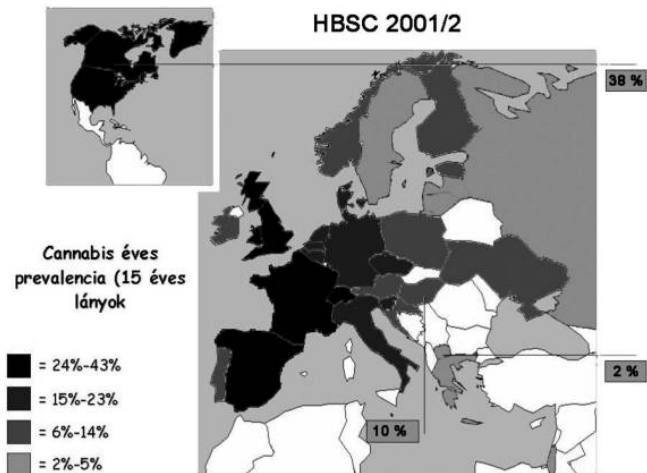 HBSC 2001/2
38 %
Cannabis éves
prevalencia (15 éves
lányok
= 24%-43%
= 15%-23%
= 6%-14%
= 2%-5%
2 %
10 %